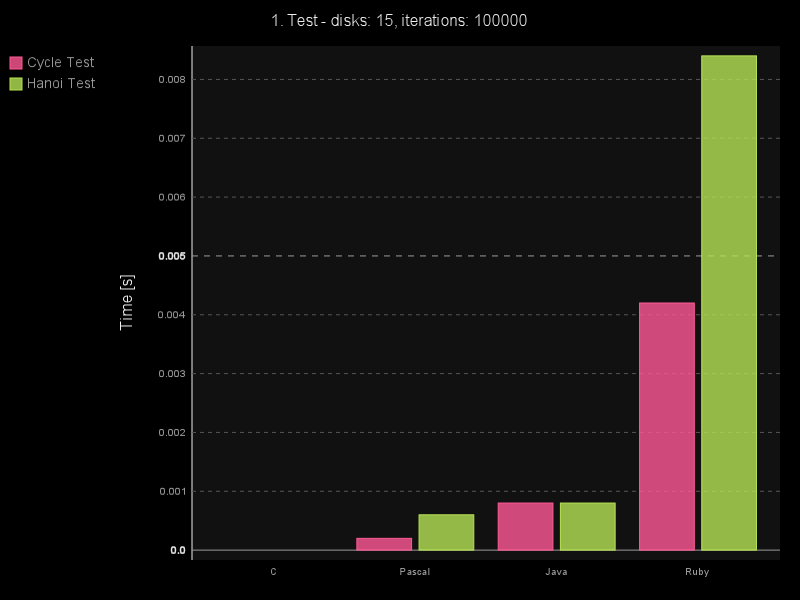 1. Test - disks: 15, iterations: 100000
Cycle Test
Hanoi Test
Time [s]
0.008
0.007
0.006
0.005
0.004
0.003
0.002
0.001
0.0
C
Pascal
Java
Ruby